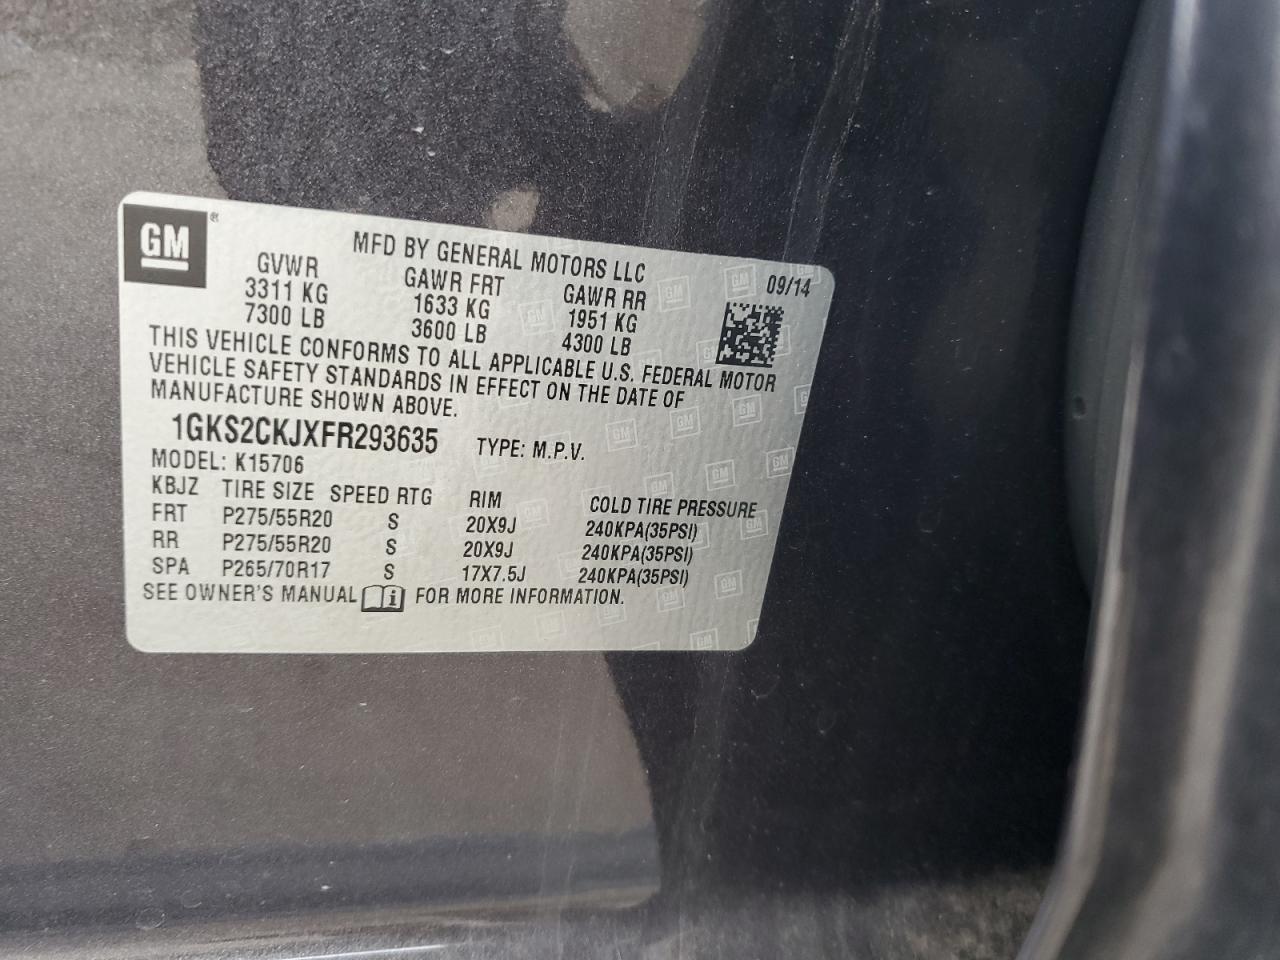 GM ®
MFD BY GENERAL MOTORS LLC
09/14
GVWR GAWR FRT GAWR RR
3311 KG 1633 KG 1951 KG
7300 LB 3600 LB 4300 LB
THIS VEHICLE CONFORMS TO ALL APPLICABLE U.S. FEDERAL MOTOR
VEHICLE SAFETY STANDARDS IN EFFECT ON THE DATE OF
MANUFACTURE SHOWN ABOVE.
1GKS2CKJXFR293635 TYPE: M.P.V.
MODEL: K15706
KBJZ TIRE SIZE SPEED RTG RIM COLD TIRE PRESSURE
FRT P275/55R20 S 20X9J 240KPA(35PSI)
RR P275/55R20 S 20X9J 240KPA(35PSI)
SPA P265/70R17 S 17X7.5J 240KPA(35PSI)
SEE OWNER'S MANUAL i FOR MORE INFORMATION.